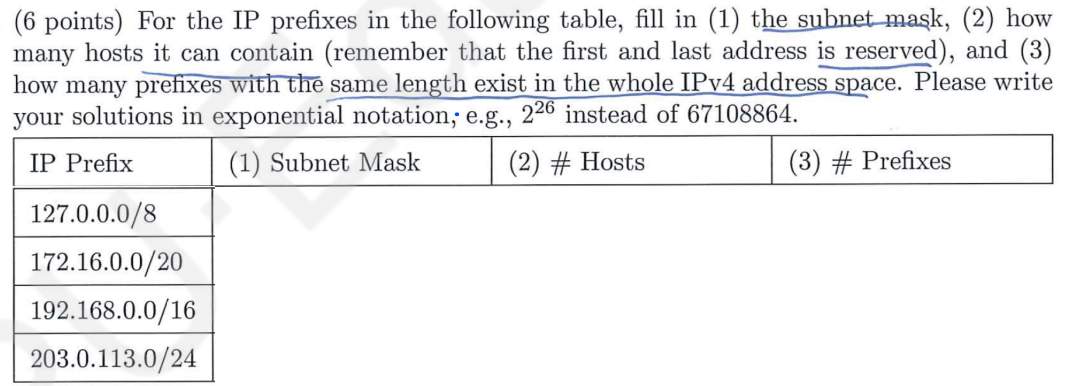 (6 points) For the IP prefixes in the following table, fill in (1) the subnet mask, (2) how
many hosts it can contain (remember that the first and last address is reserved), and (3)
how many prefixes with the same length exist in the whole IPv4 address space. Please write
your solutions in exponential notation, e.g., 2^26 instead of 67108864.
IP Prefix (1) Subnet Mask (2) # Hosts (3) # Prefixes
127.0.0.0/8
172.16.0.0/20
192.168.0.0/16
203.0.113.0/24